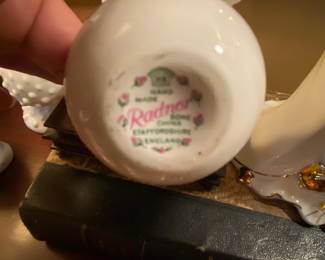 HAND
MADE
Radnor
BONE
CHINA
STAFFORDSHIRE
ENGLAND